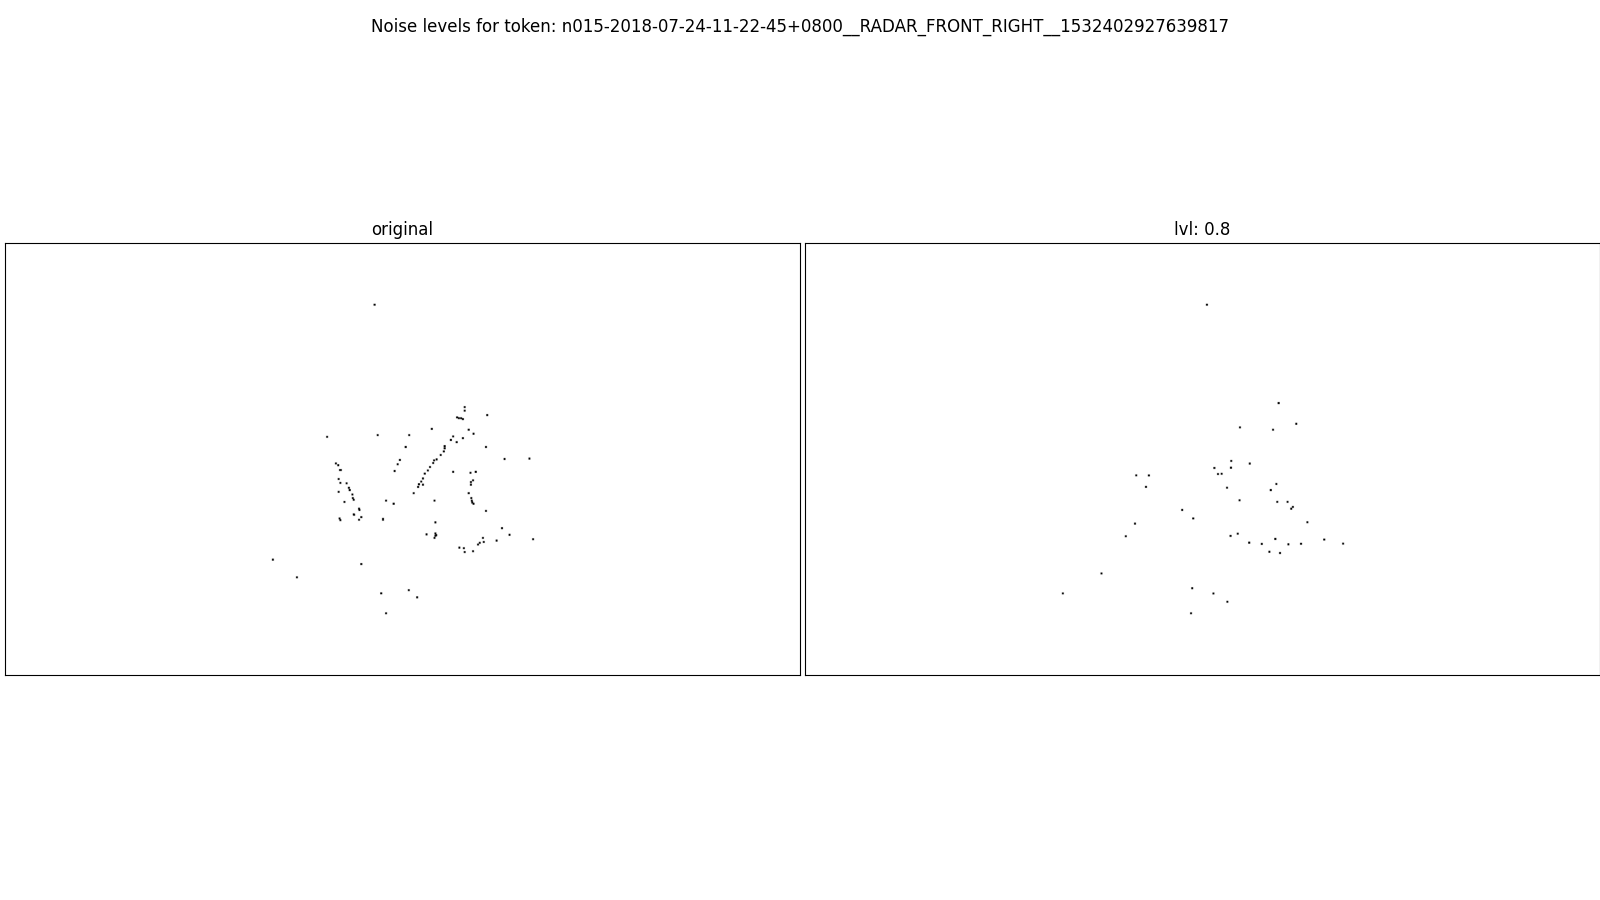 Noise levels for token: n015-2018-07-24-11-22-45+0800__RADAR_FRONT_RIGHT__1532402927639817
original
lvl: 0.8